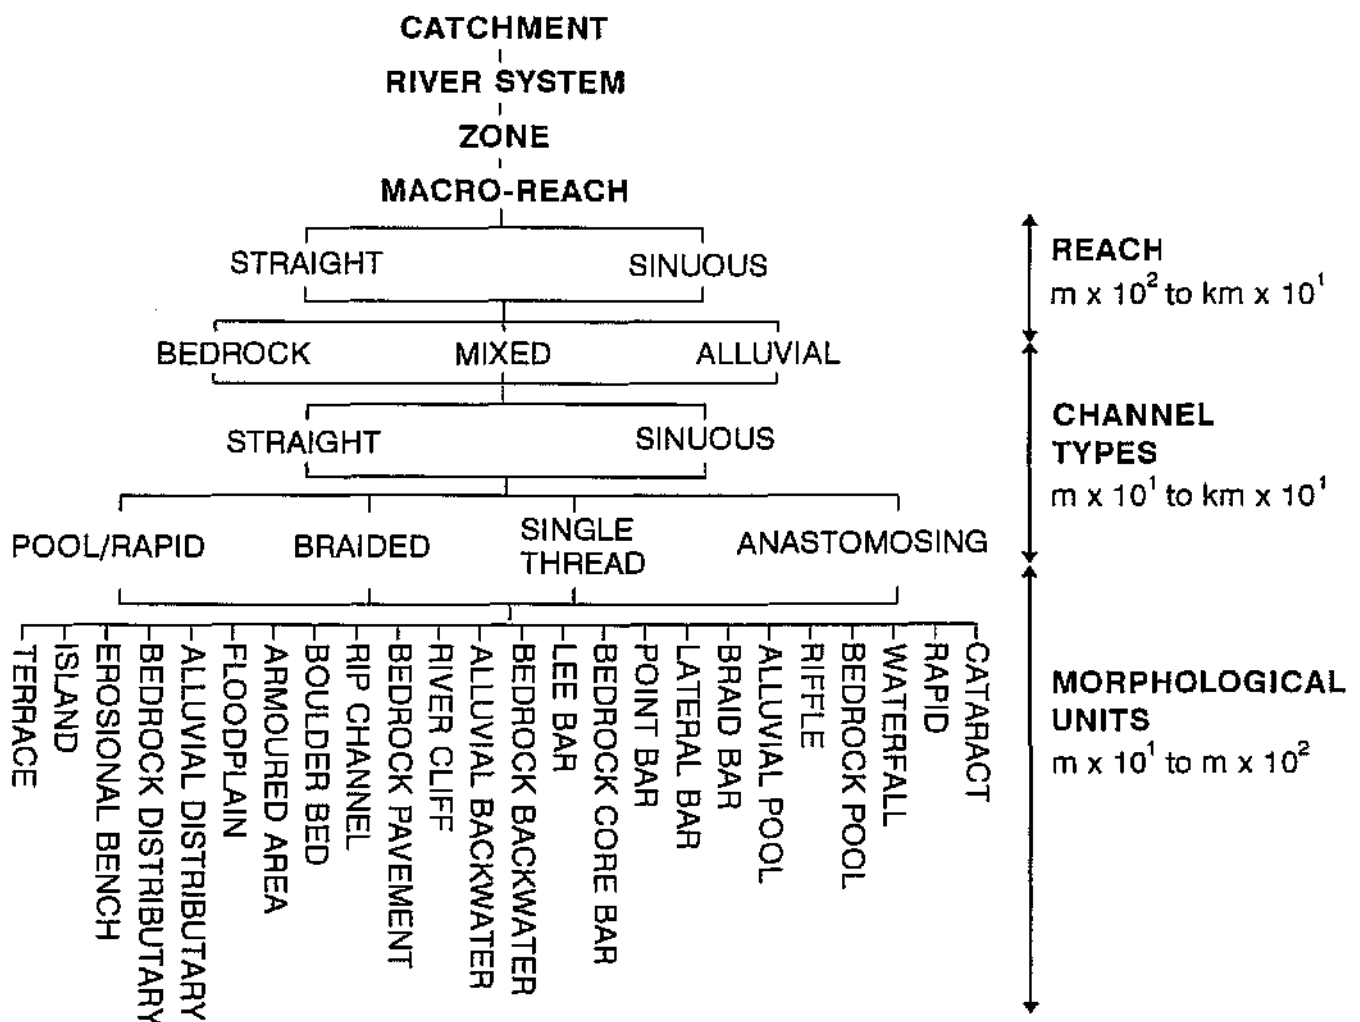 CATCHMENT
RIVER SYSTEM
ZONE
MACRO-REACH
STRAIGHT SINUOUS
REACH
m x 10² to km x 10¹
BEDROCK MIXED ALLUVIAL
STRAIGHT SINUOUS
CHANNEL
TYPES
m x 10¹ to km x 10¹
POOL/RAPID BRAIDED SINGLE THREAD ANASTOMOSING
MORPHOLOGICAL
UNITS
m x 10¹ to m x 10²
TERRACE
ISLAND
EROSIONAL BENCH
BEDROCK DISTRIBUTARY
ALLUVIAL DISTRIBUTARY
FLOODPLAIN
ARMOURED AREA
BOULDER BED
RIP CHANNEL
BEDROCK PAVEMENT
RIVER CLIFF
ALLUVIAL BACKWATER
BEDROCK BACKWATER
LEE BAR
BEDROCK CORE BAR
POINT BAR
LATERAL BAR
BRAID BAR
ALLUVIAL POOL
RIFFLE
BEDROCK POOL
WATERFALL
RAPID
CATARACT